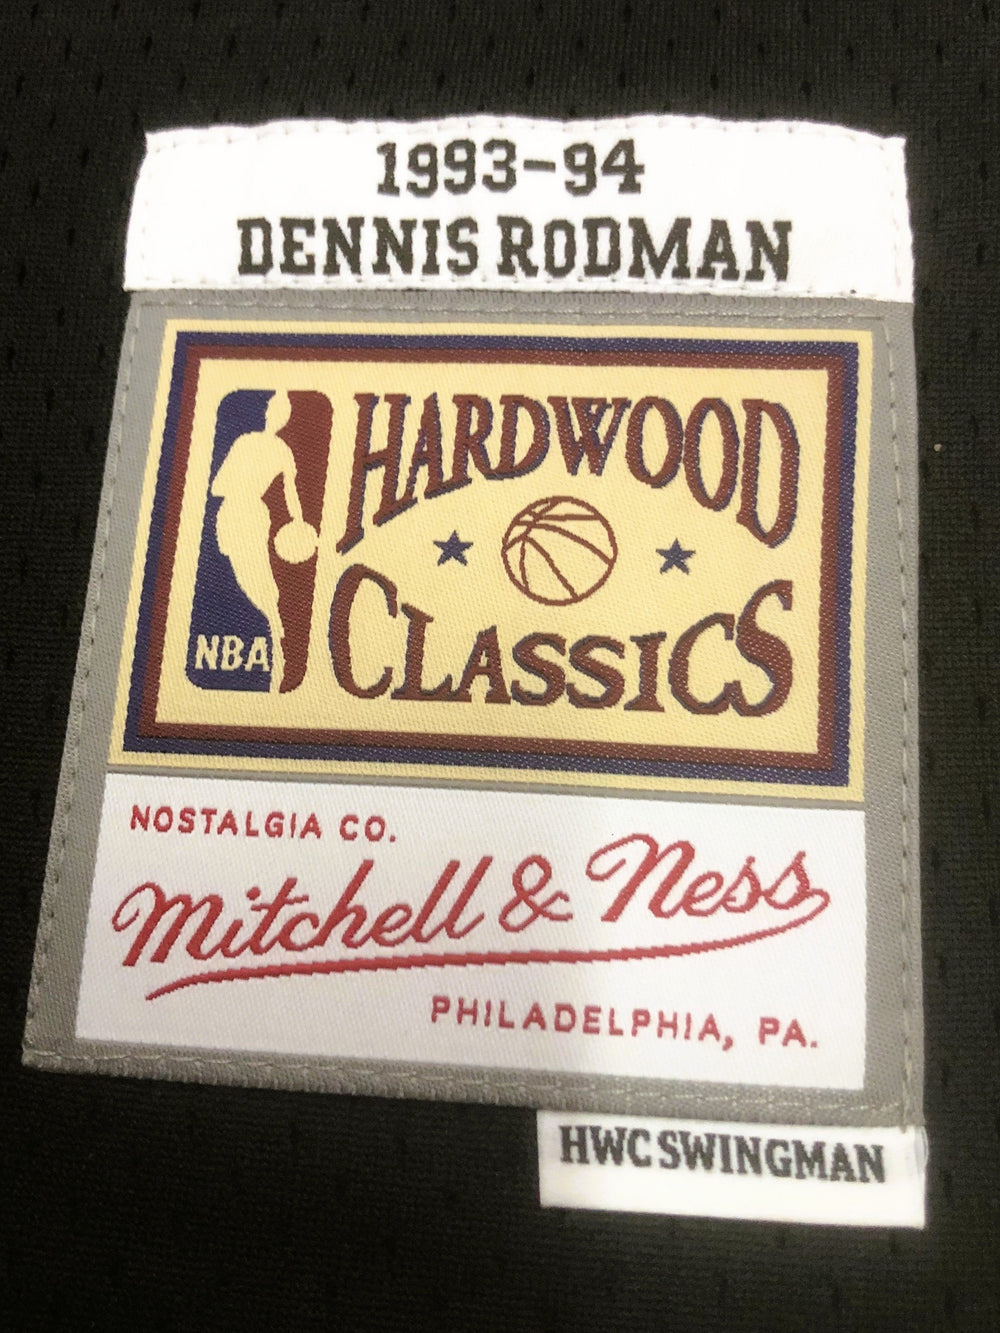 1993-94
DENNIS RODMAN
HARDWOOD
CLASSICS
NBA
NOSTALGIA CO.
Mitchell & Ness
PHILADELPHIA, PA.
HWC SWINGMAN